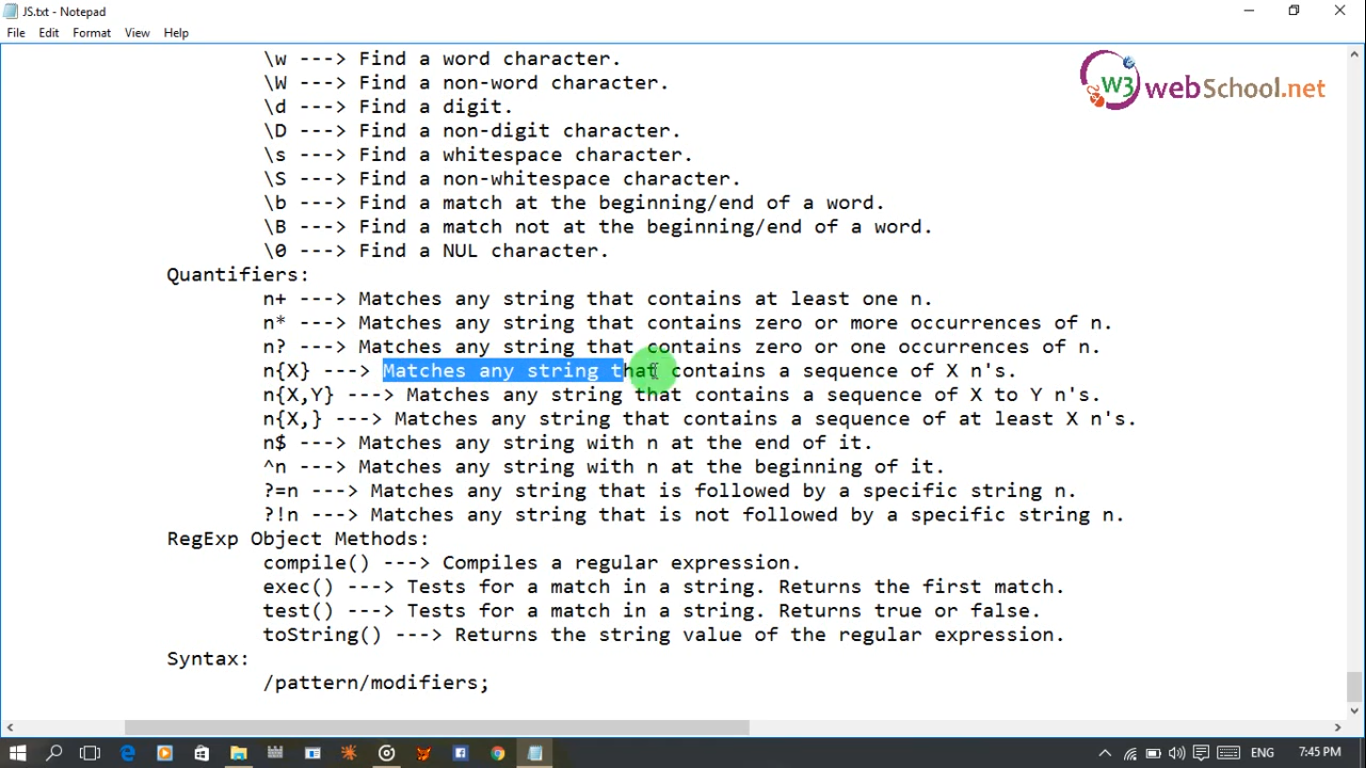 JS.txt - Notepad
File Edit Format View Help
\w ---> Find a word character.
\W ---> Find a non-word character.
\d ---> Find a digit.
\D ---> Find a non-digit character.
\s ---> Find a whitespace character.
\S ---> Find a non-whitespace character.
\b ---> Find a match at the beginning/end of a word.
\B ---> Find a match not at the beginning/end of a word.
\0 ---> Find a NUL character.
Quantifiers:
n+ ---> Matches any string that contains at least one n.
n* ---> Matches any string that contains zero or more occurrences of n.
n? ---> Matches any string that contains zero or one occurrences of n.
n{X} ---> Matches any string that contains a sequence of X n's.
n{X,Y} ---> Matches any string that contains a sequence of X to Y n's.
n{X,} ---> Matches any string that contains a sequence of at least X n's.
n$ ---> Matches any string with n at the end of it.
^n ---> Matches any string with n at the beginning of it.
?=n ---> Matches any string that is followed by a specific string n.
?!n ---> Matches any string that is not followed by a specific string n.
RegExp Object Methods:
compile() ---> Compiles a regular expression.
exec() ---> Tests for a match in a string. Returns the first match.
test() ---> Tests for a match in a string. Returns true or false.
toString() ---> Returns the string value of the regular expression.
Syntax:
/pattern/modifiers;
W3 webSchool.net
ENG 7:45 PM